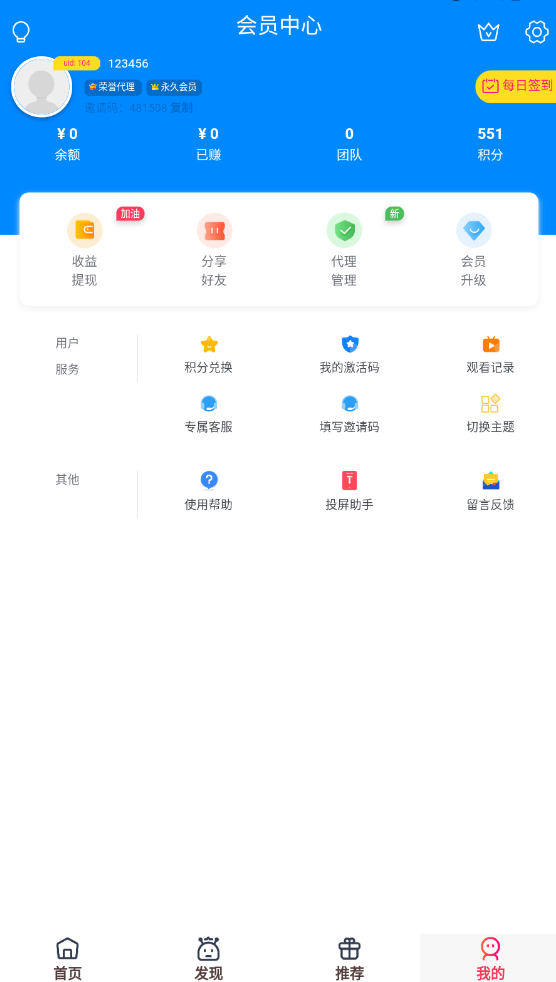 会员中心
uid: 104
123456
荣誉代理 永久会员
每日签到
邀请码：481508 复制
¥ 0 ¥ 0 0 551
余额 已赚 团队 积分
加油 新
收益 分享 代理 会员
提现 好友 管理 升级
用户
服务
积分兑换 我的激活码 观看记录
专属客服 填写邀请码 切换主题
其他
使用帮助 投屏助手 留言反馈
首页 发现 推荐 我的